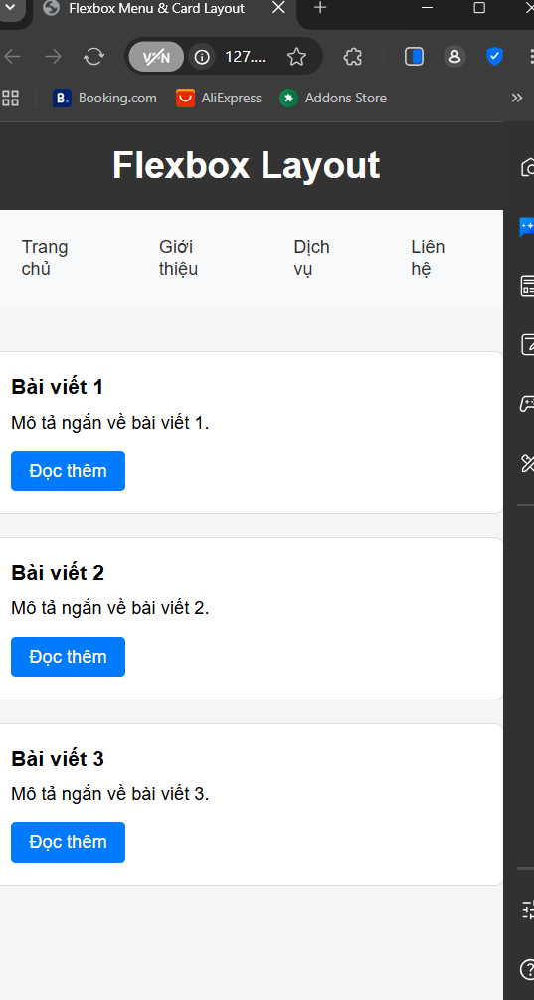 Flexbox Menu & Card Layout
VPN
127....
B.
Booking.com
AliExpress
Addons Store
Flexbox Layout
Trang chủ
Giới thiệu
Dịch vụ
Liên hệ
Bài viết 1
Mô tả ngắn về bài viết 1.
Đọc thêm
Bài viết 2
Mô tả ngắn về bài viết 2.
Đọc thêm
Bài viết 3
Mô tả ngắn về bài viết 3.
Đọc thêm